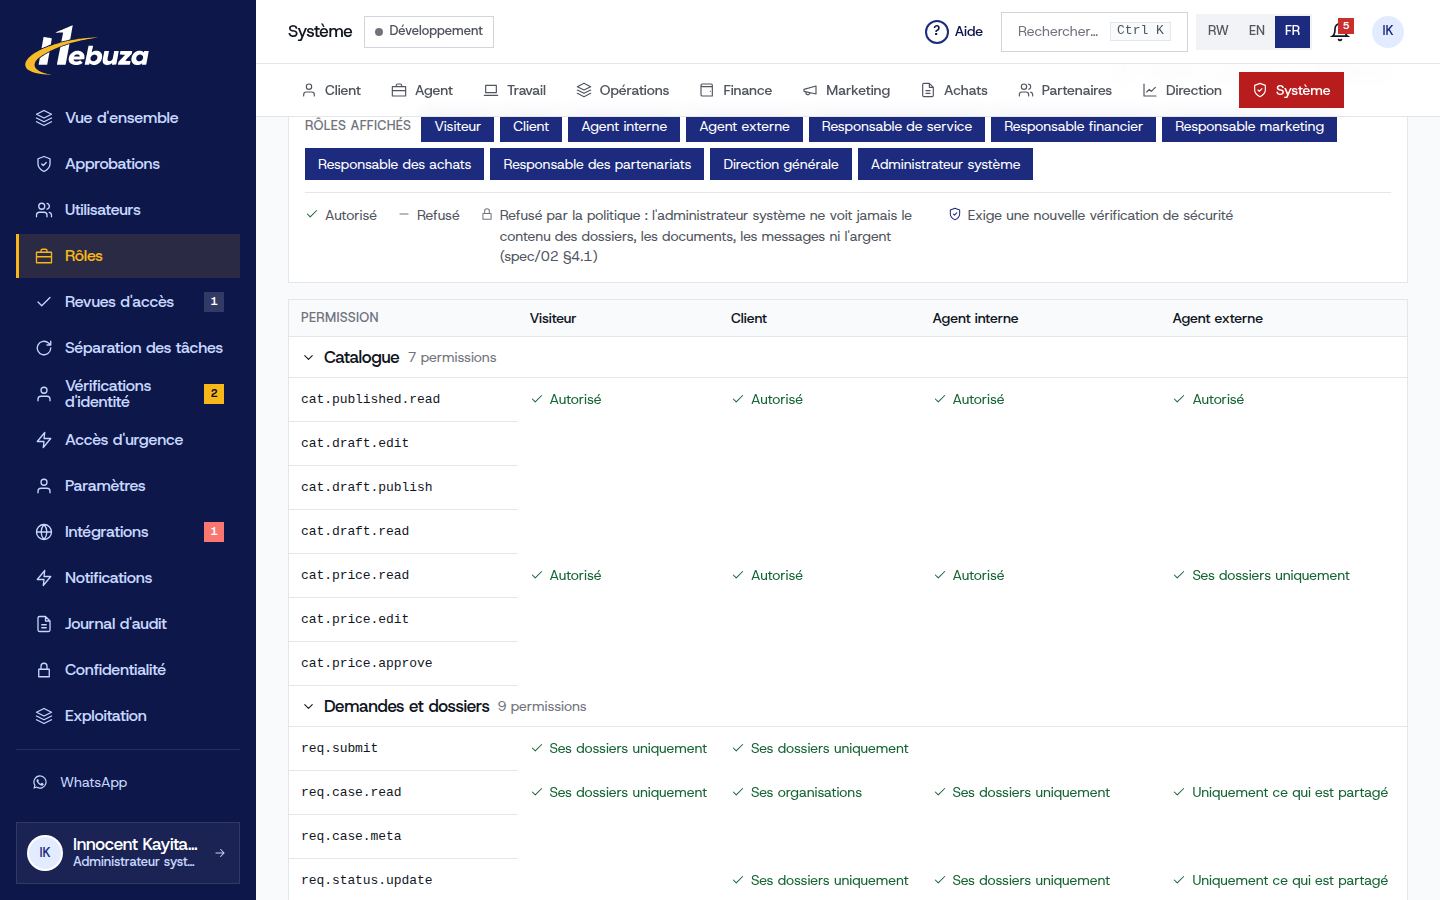 Hebuza
Système
Développement
? Aide
Rechercher... Ctrl K
RW EN FR
5
IK
Client
Agent
Travail
Opérations
Finance
Marketing
Achats
Partenaires
Direction
Système
Vue d'ensemble
Approbations
Utilisateurs
Rôles
Revues d'accès 1
Séparation des tâches
Vérifications
d'identité 2
Accès d'urgence
Paramètres
Intégrations 1
Notifications
Journal d'audit
Confidentialité
Exploitation
WhatsApp
IK
Innocent Kayita...
Administrateur syst...
RÔLES AFFICHÉS Visiteur Client Agent interne Agent externe Responsable de service Responsable financier Responsable marketing
Responsable des achats Responsable des partenariats Direction générale Administrateur système
Autorisé
Refusé
Refusé par la politique : l'administrateur système ne voit jamais le
contenu des dossiers, les documents, les messages ni l'argent
(spec/02 §4.1)
Exige une nouvelle vérification de sécurité
PERMISSION Visiteur Client Agent interne Agent externe
Catalogue 7 permissions
cat.published.read Autorisé Autorisé Autorisé Autorisé
cat.draft.edit
cat.draft.publish
cat.draft.read
cat.price.read Autorisé Autorisé Autorisé Ses dossiers uniquement
cat.price.edit
cat.price.approve
Demandes et dossiers 9 permissions
req.submit Ses dossiers uniquement Ses dossiers uniquement
req.case.read Ses dossiers uniquement Ses organisations Ses dossiers uniquement Uniquement ce qui est partagé
req.case.meta
req.status.update Ses dossiers uniquement Ses dossiers uniquement Uniquement ce qui est partagé